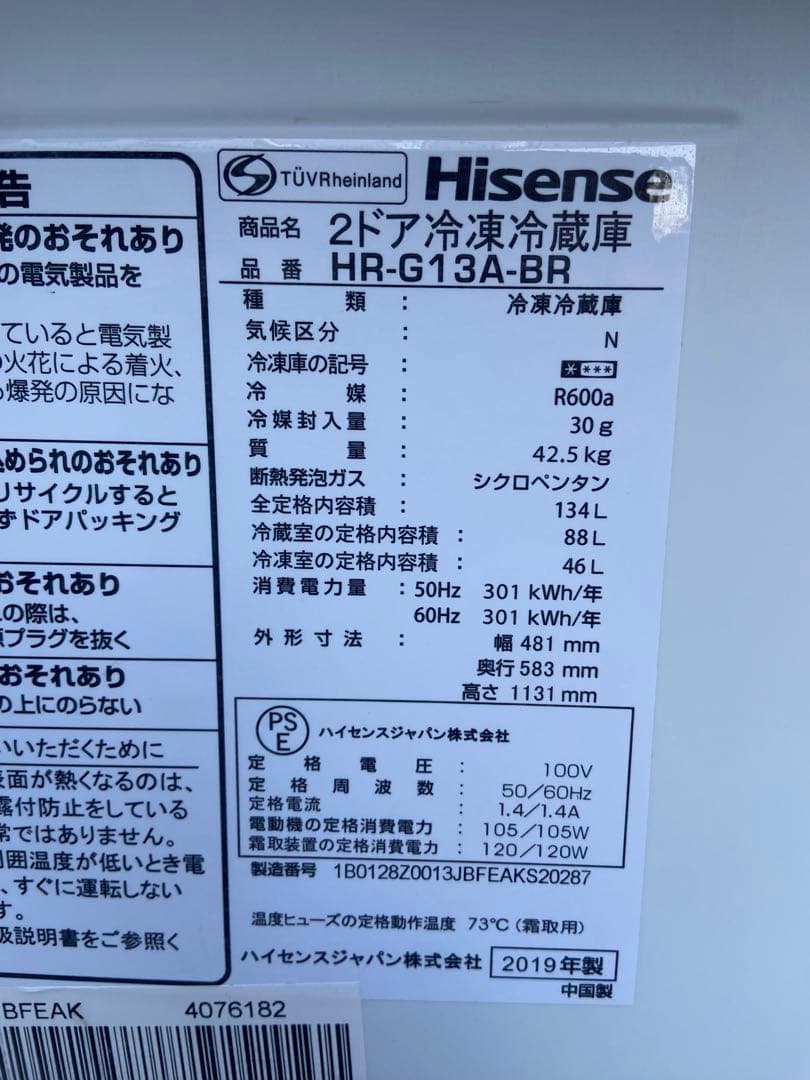 告
発のおそれあり
の電気製品を
ていると電気製
の火花による着火、
爆発の原因にな
込められのおそれあり
リサイクルすると
ずドアパッキング
おそれあり
の際は、
源プラグを抜く
おそれあり
の上にのらない
いいただくために
表面が熱くなるのは、
露付防止をしている
常ではありません。
囲温度が低いとき電
、すぐに運転しない
扱説明書をご参照く
TÜVRheinland Hisense
商品名 2ドア冷凍冷蔵庫
品番 HR-G13A-BR
種類 : 冷凍冷蔵庫
気候区分 : N
冷凍庫の記号 : ****
冷媒 : R600a
冷媒封入量 : 30g
質量 : 42.5kg
断熱発泡ガス : シクロペンタン
全定格内容積 : 134L
冷蔵室の定格内容積 : 88L
冷凍室の定格内容積 : 46L
消費電力量 : 50Hz 301 kWh/年
60Hz 301 kWh/年
外形寸法 : 幅 481 mm
奥行 583 mm
高さ 1131 mm
PS
E ハイセンスジャパン株式会社
定格電圧 : 100V
定格周波数 : 50/60Hz
定格電流 : 1.4/1.4A
電動機の定格消費電力 : 105/105W
霜取装置の定格消費電力 : 120/120W
製造番号 1B0128Z0013JBFEAKS20287
温度ヒューズの定格動作温度 73℃(霜取用)
ハイセンスジャパン株式会社 2019年製
中国製
BFEAK 4076182